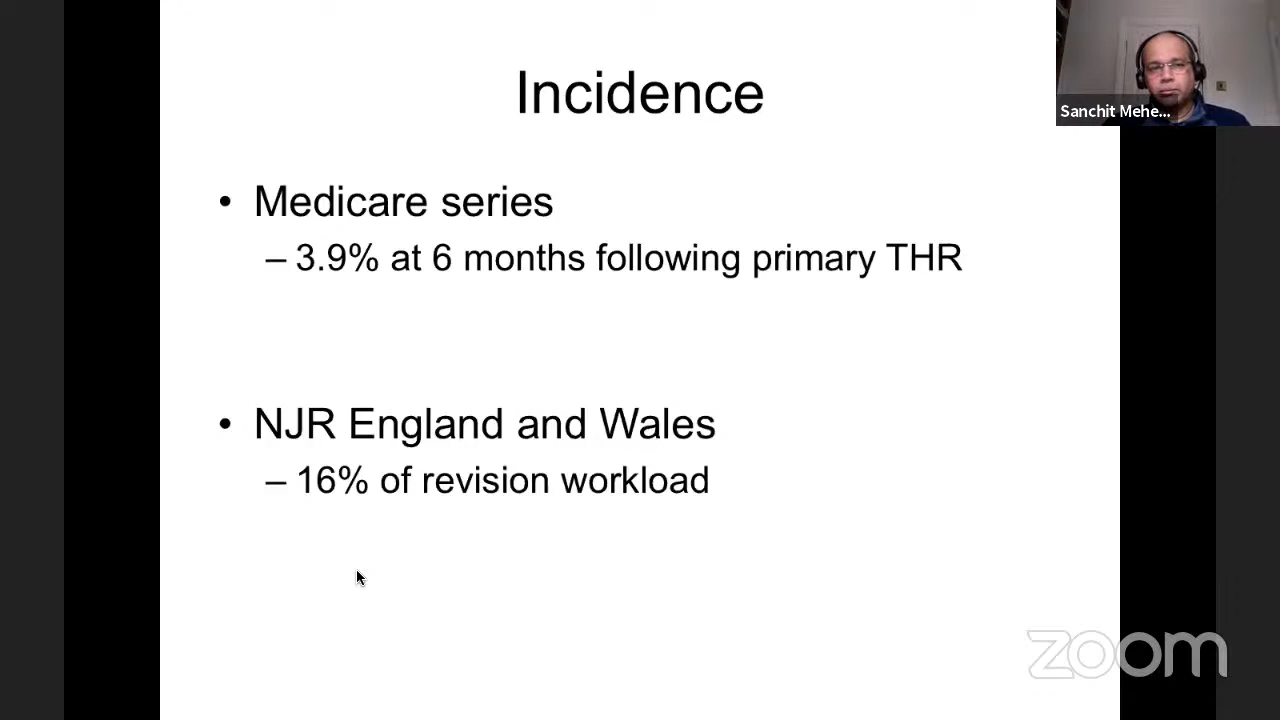 Incidence
• Medicare series
– 3.9% at 6 months following primary THR
• NJR England and Wales
– 16% of revision workload
Sanchit Mehe...
zoom